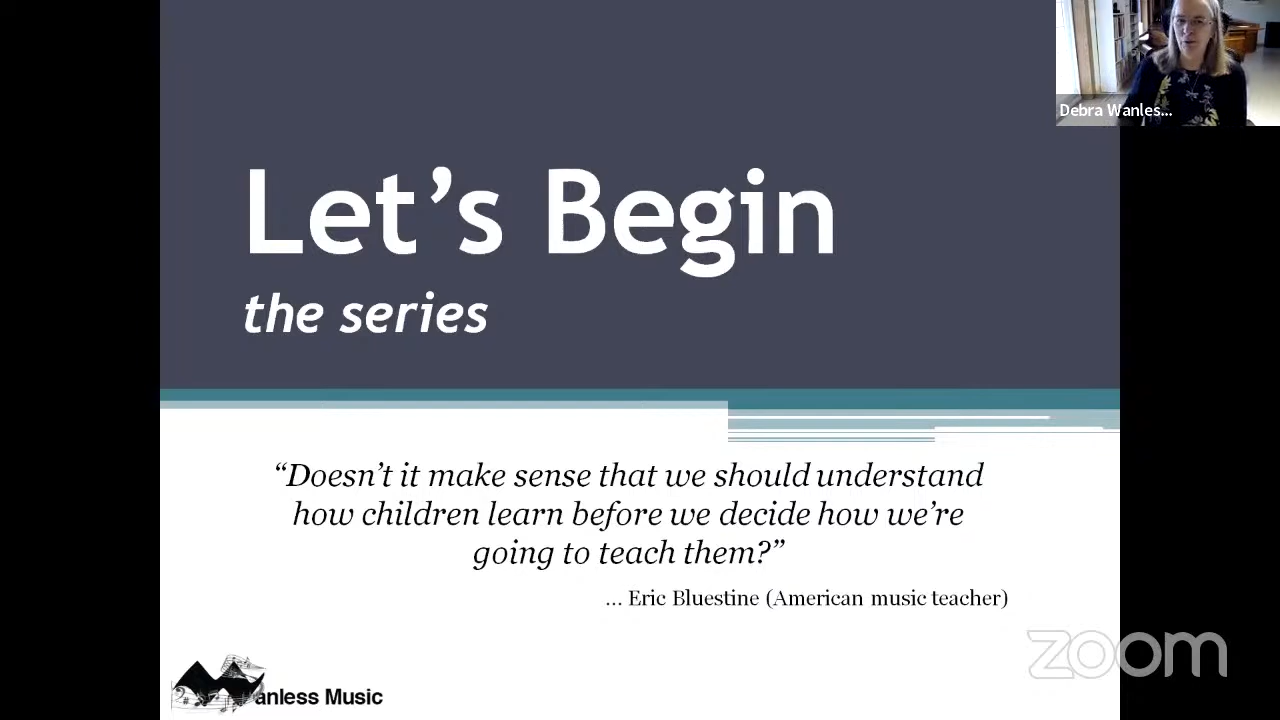 Debra Wanles...
Let's Begin
the series
“Doesn't it make sense that we should understand
how children learn before we decide how we're
going to teach them?”
... Eric Bluestine (American music teacher)
zoom
anless Music